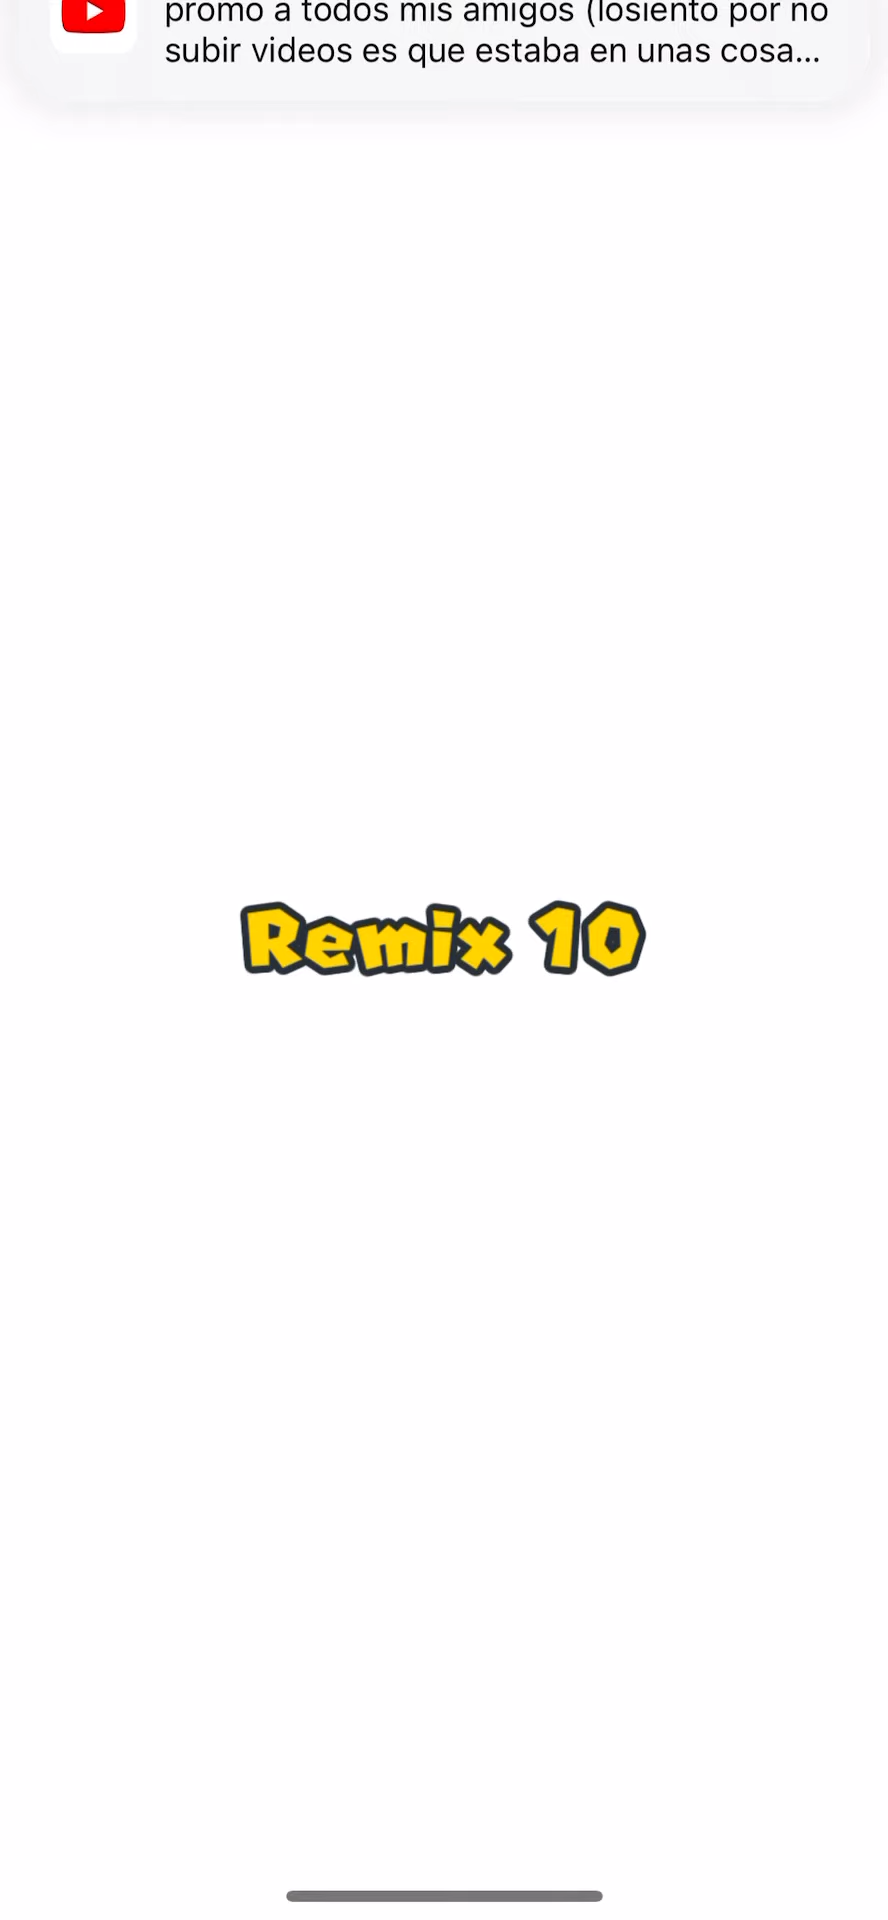 promo a todos mis amigos (losiento por no
subir videos es que estaba en unas cosa...
Remix 10